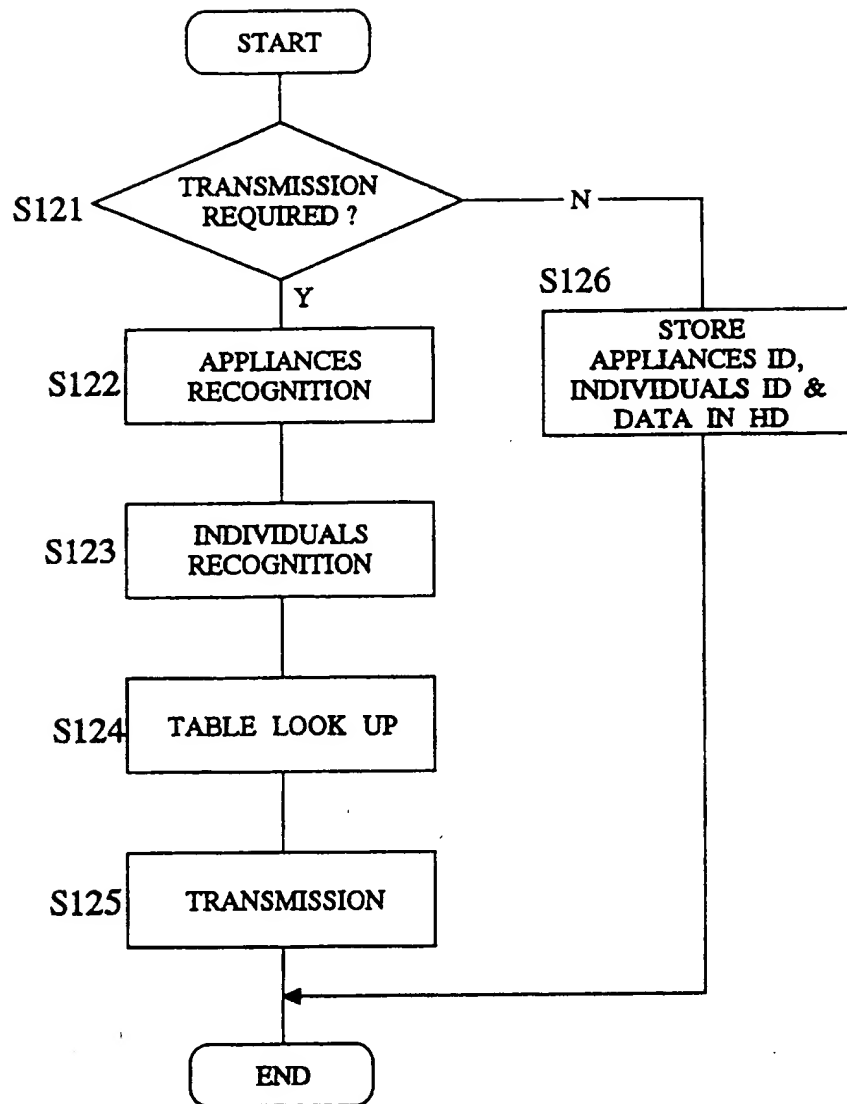 START
S121
TRANSMISSION
REQUIRED ?
N
Y
S126
STORE
APPLIANCES ID,
INDIVIDUALS ID &
DATA IN HD
S122
APPLIANCES
RECOGNITION
S123
INDIVIDUALS
RECOGNITION
S124
TABLE LOOK UP
S125
TRANSMISSION
END